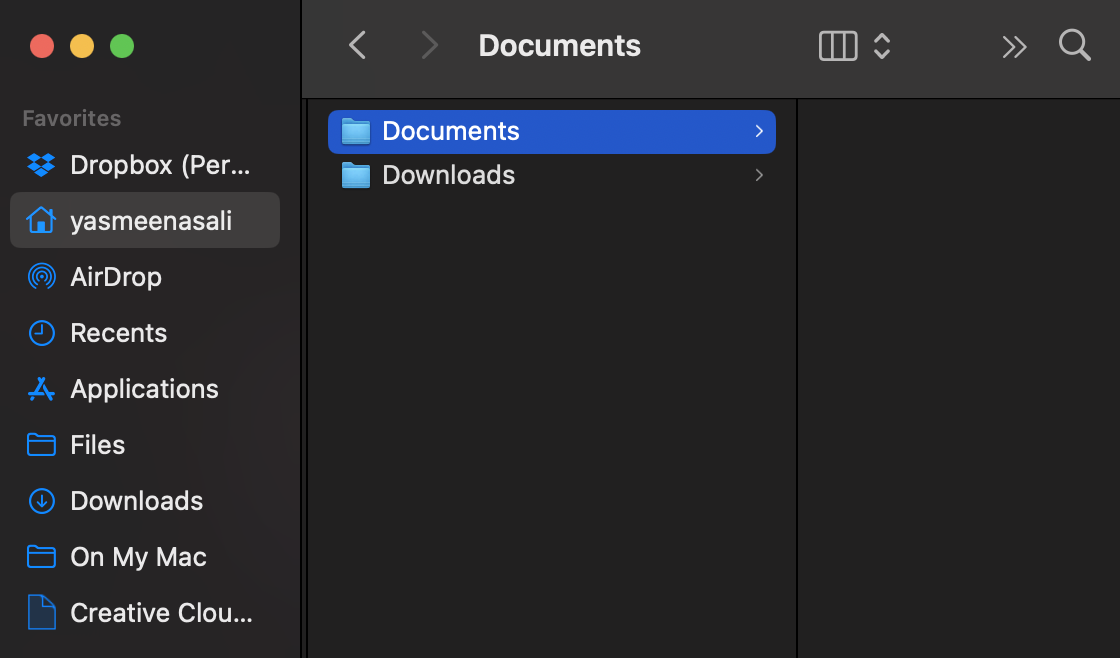 Documents
Favorites
Dropbox (Per...
yasmeenasali
AirDrop
Recents
Applications
Files
Downloads
On My Mac
Creative Clou...
Documents
Downloads